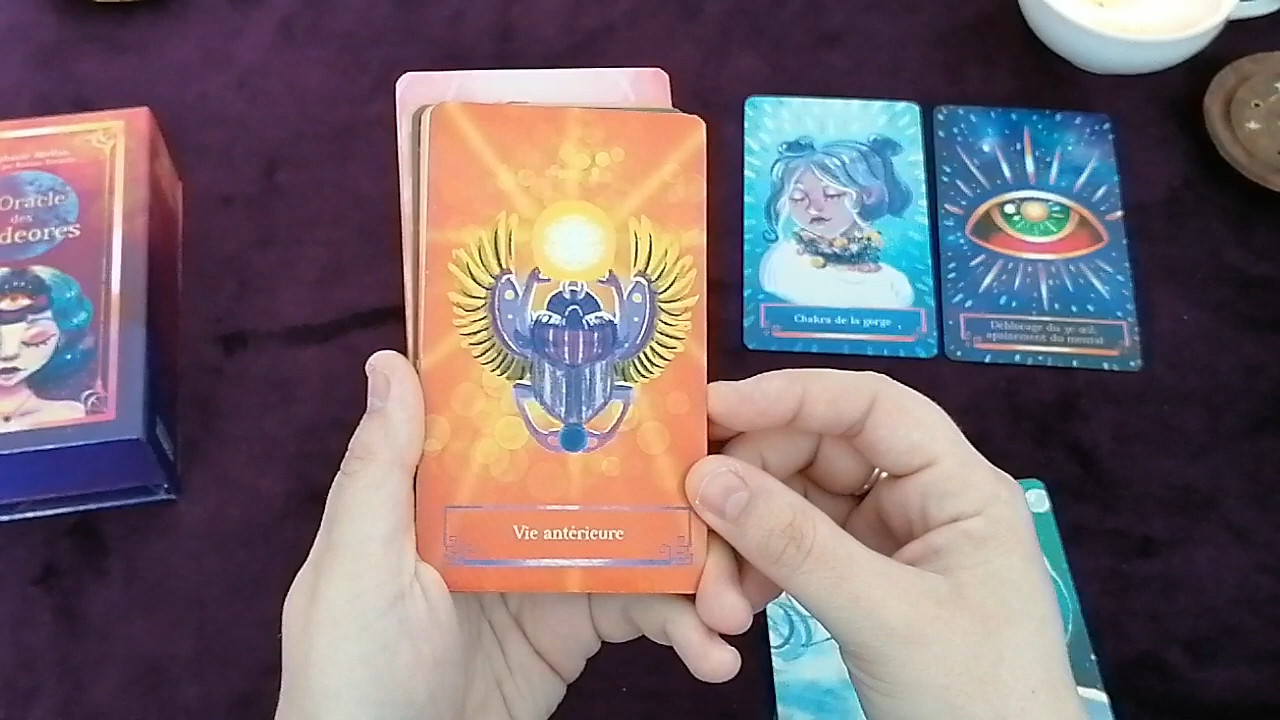 Oracle
des
deores
Vie antérieure
Chakra de la gorge
Déblocage du 3e œil,
apaisement du mental